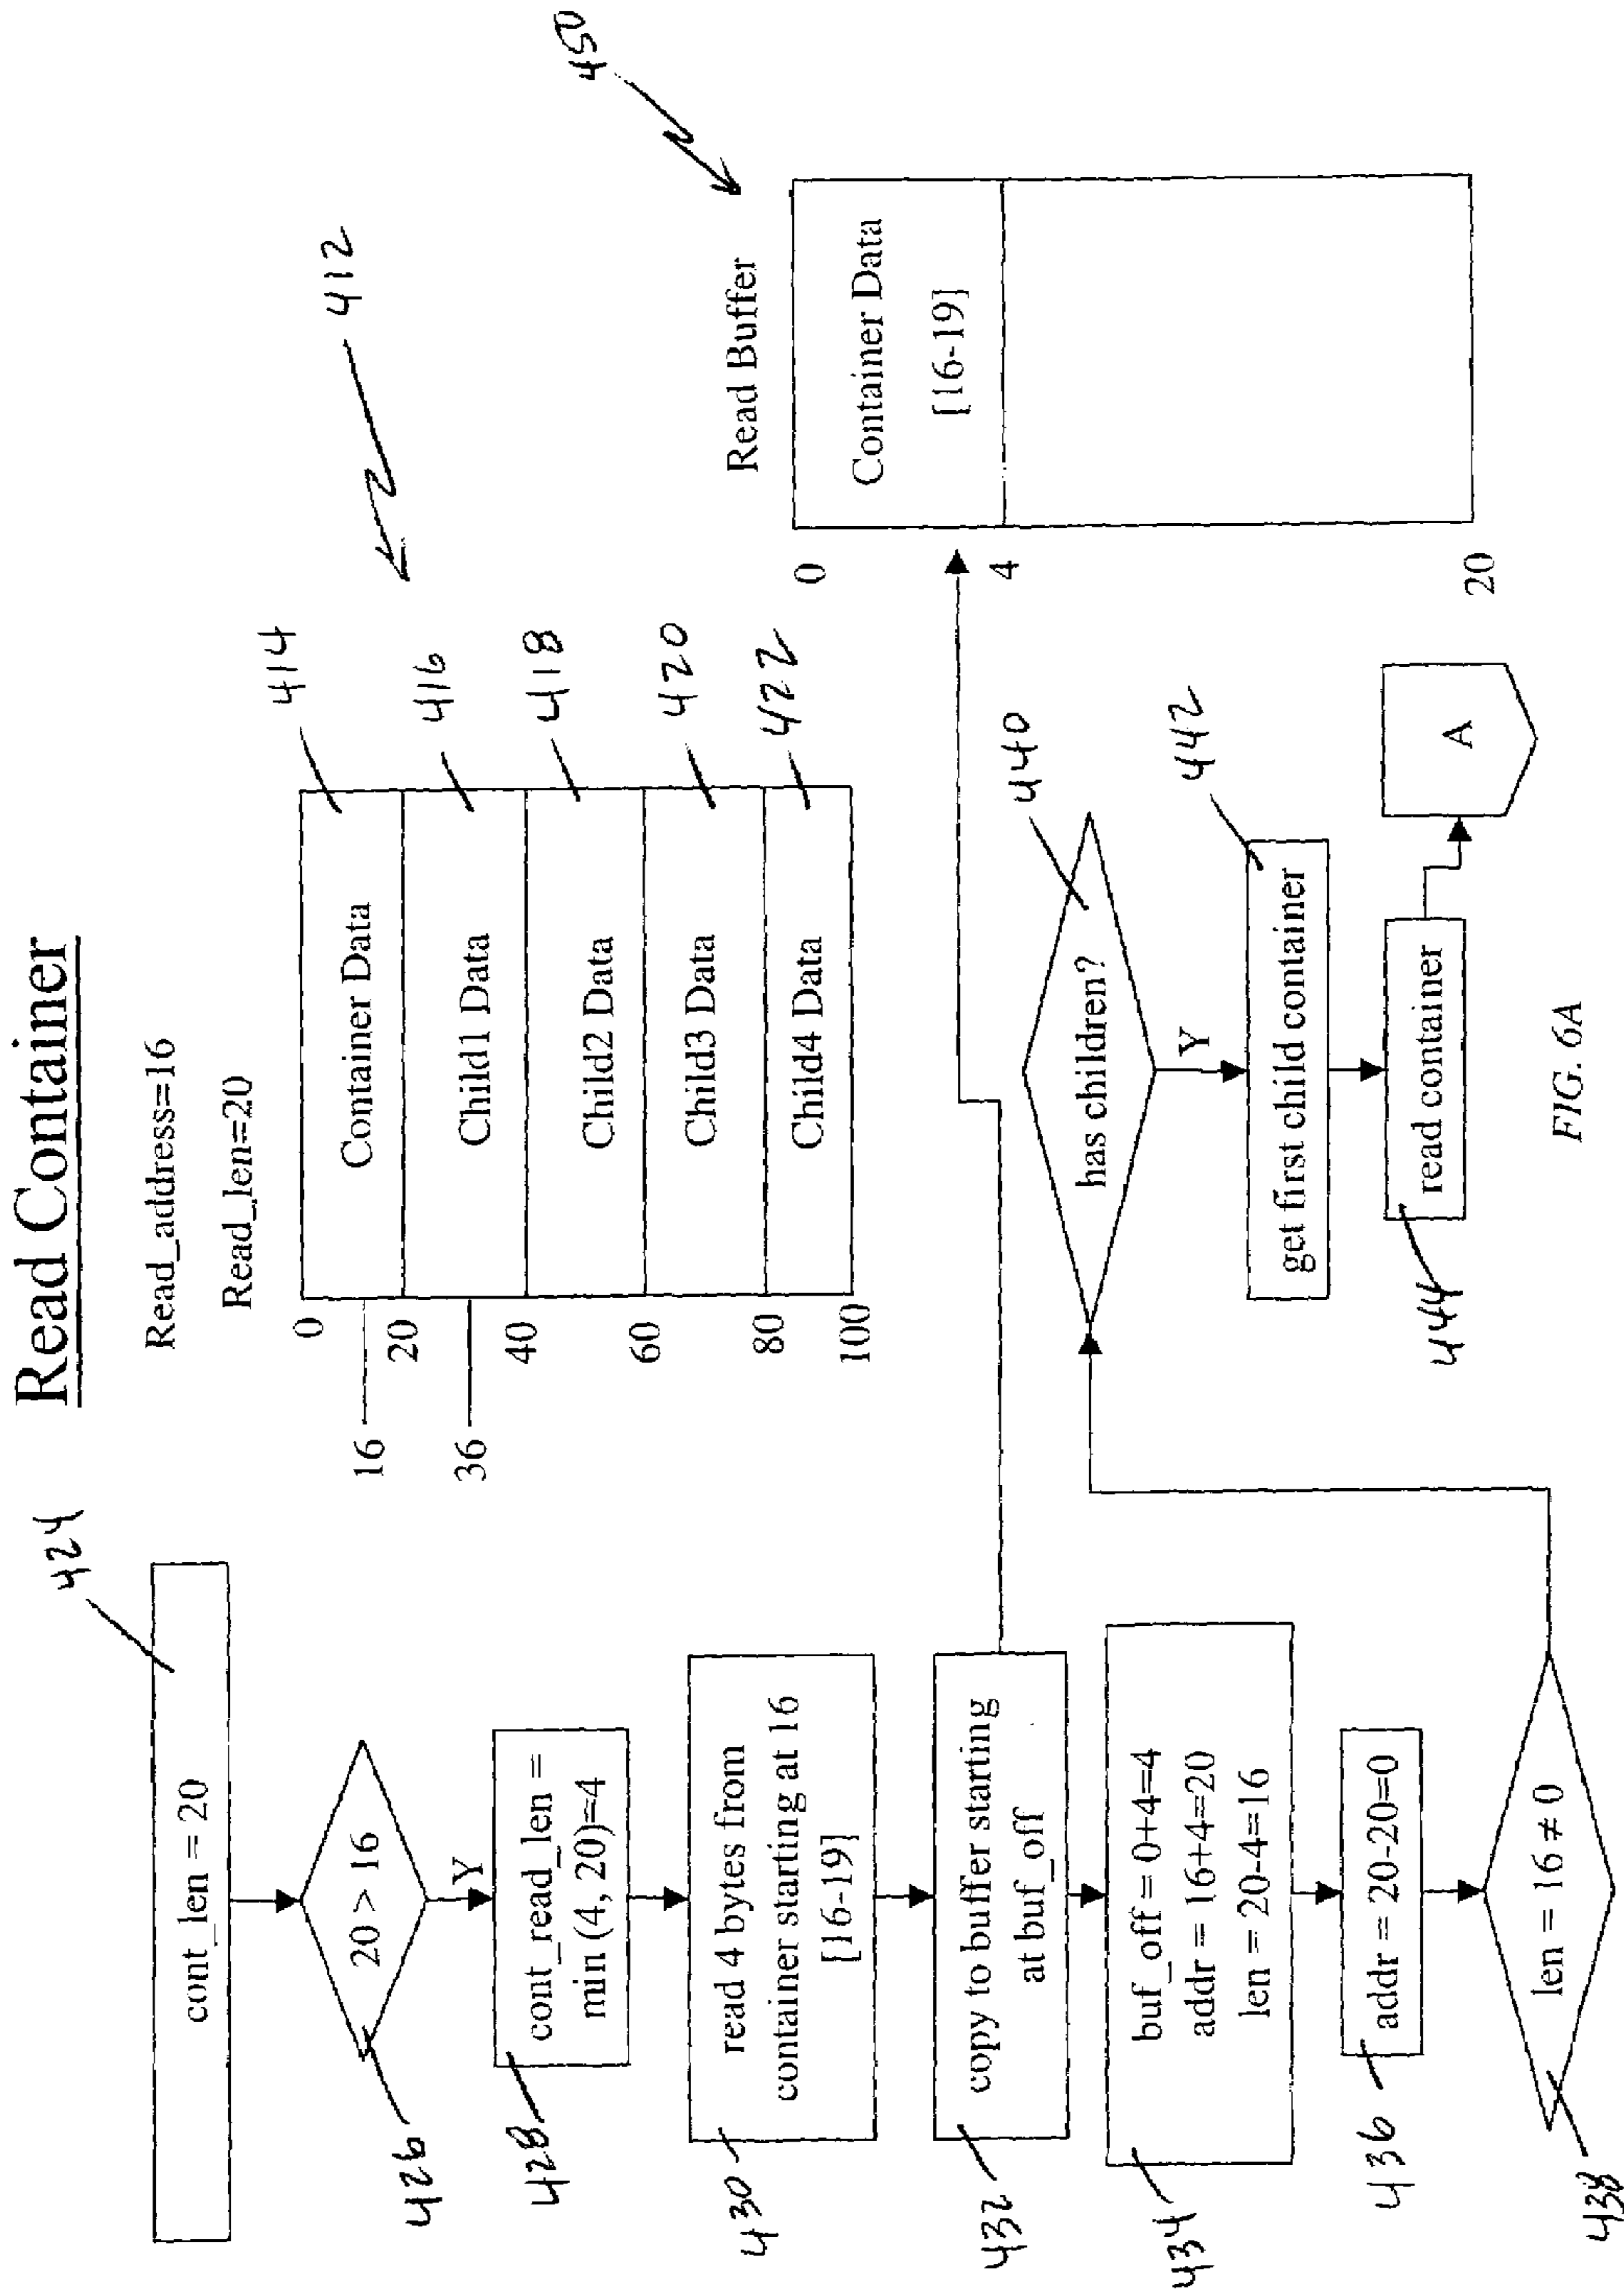 Read Container
Read_address=16
Read_len=20
424
cont_len = 20
426
20 > 16
Y
428
cont_read_len =
min (4, 20)=4
430
read 4 bytes from
container starting at 16
[16-19]
432
copy to buffer starting
at buf_off
434
buf_off = 0+4=4
addr = 16+4=20
len = 20-4=16
436
addr = 20-20=0
438
len = 16 ≠ 0
412
0
Container Data
414
16
20
Child1 Data
416
36
40
Child2 Data
418
60
Child3 Data
420
80
Child4 Data
422
100
440
has children?
Y
442
get first child container
444
read container
A
450
Read Buffer
0
Container Data
[16-19]
4
20
FIG. 6A